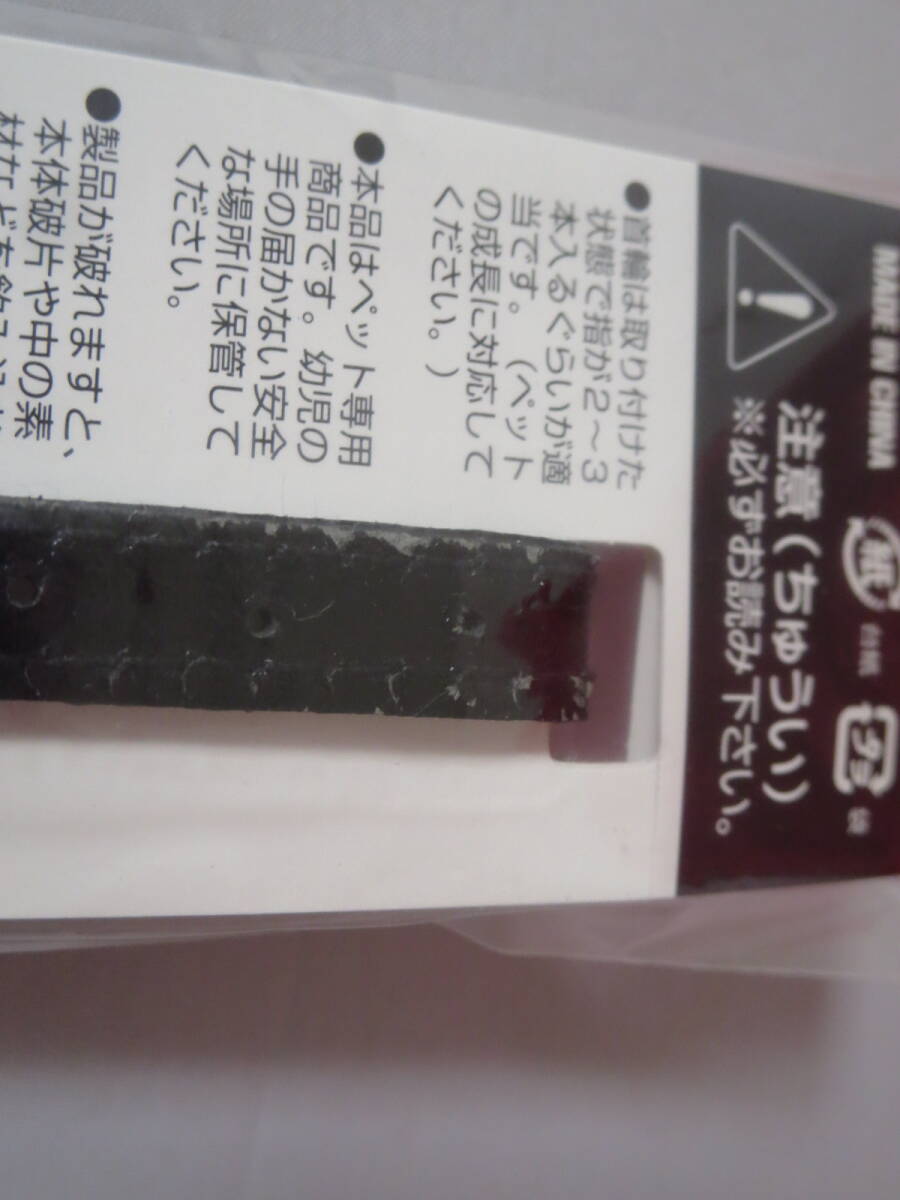 MADE IN CHINA
紙
台紙
プラ
袋
注意(ちゅうい)
※必ずお読み下さい。
●首輪は取り付けた
状態で指が2～3
本入るぐらいが適
当です。(ペット
の成長に対応して
ください。)
●本品はペット専用
商品です。幼児の
手の届かない安全
な場所に保管して
ください。
●製品が破れますと、
本体破片や中の素